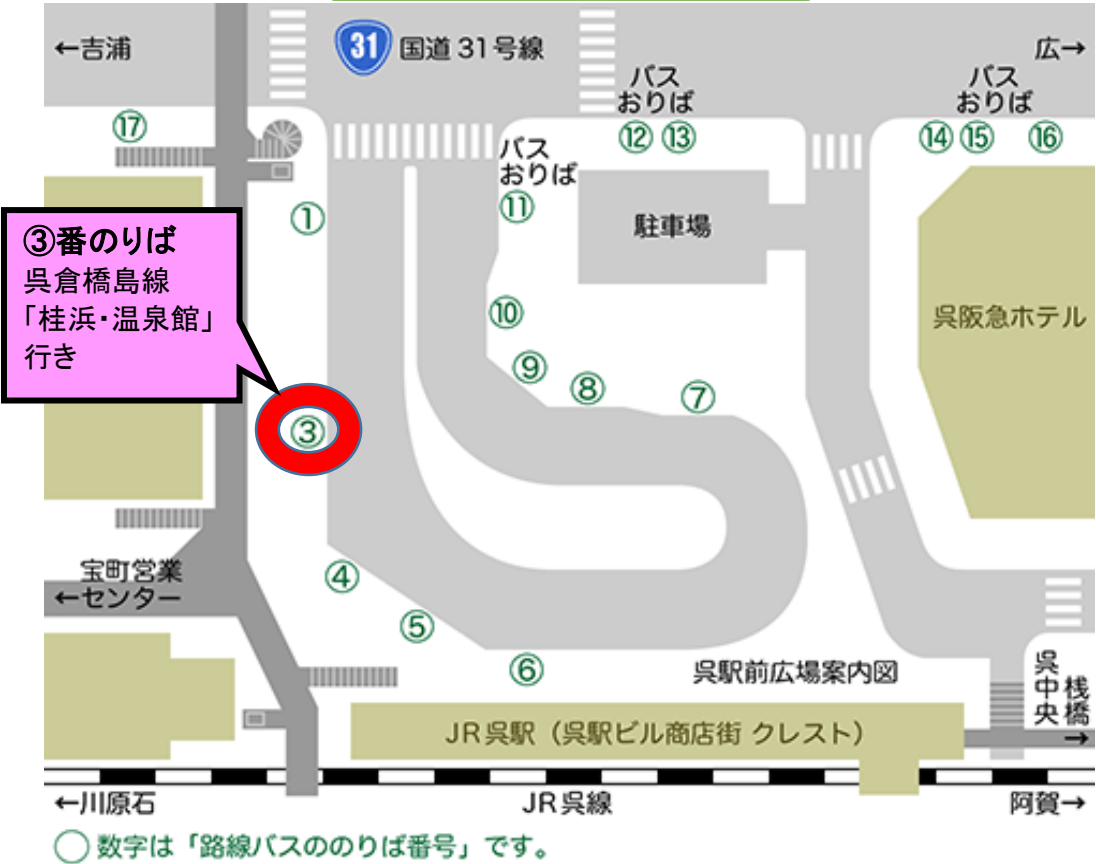 ←吉浦
31
国道31号線
広→
バス
おりば
バス
おりば
⑰
⑫ ⑬
⑭ ⑮ ⑯
バス
おりば
⑪
①
駐車場
③番のりば
呉倉橋島線
「桂浜・温泉館」
行き
⑩
呉阪急ホテル
⑨
⑧
⑦
③
宝町営業
←センター
④
⑤
⑥
呉駅前広場案内図
呉中央
桟橋→
JR呉駅（呉駅ビル商店街 クレスト）
←川原石
JR呉線
阿賀→
○ 数字は「路線バスののりば番号」です。